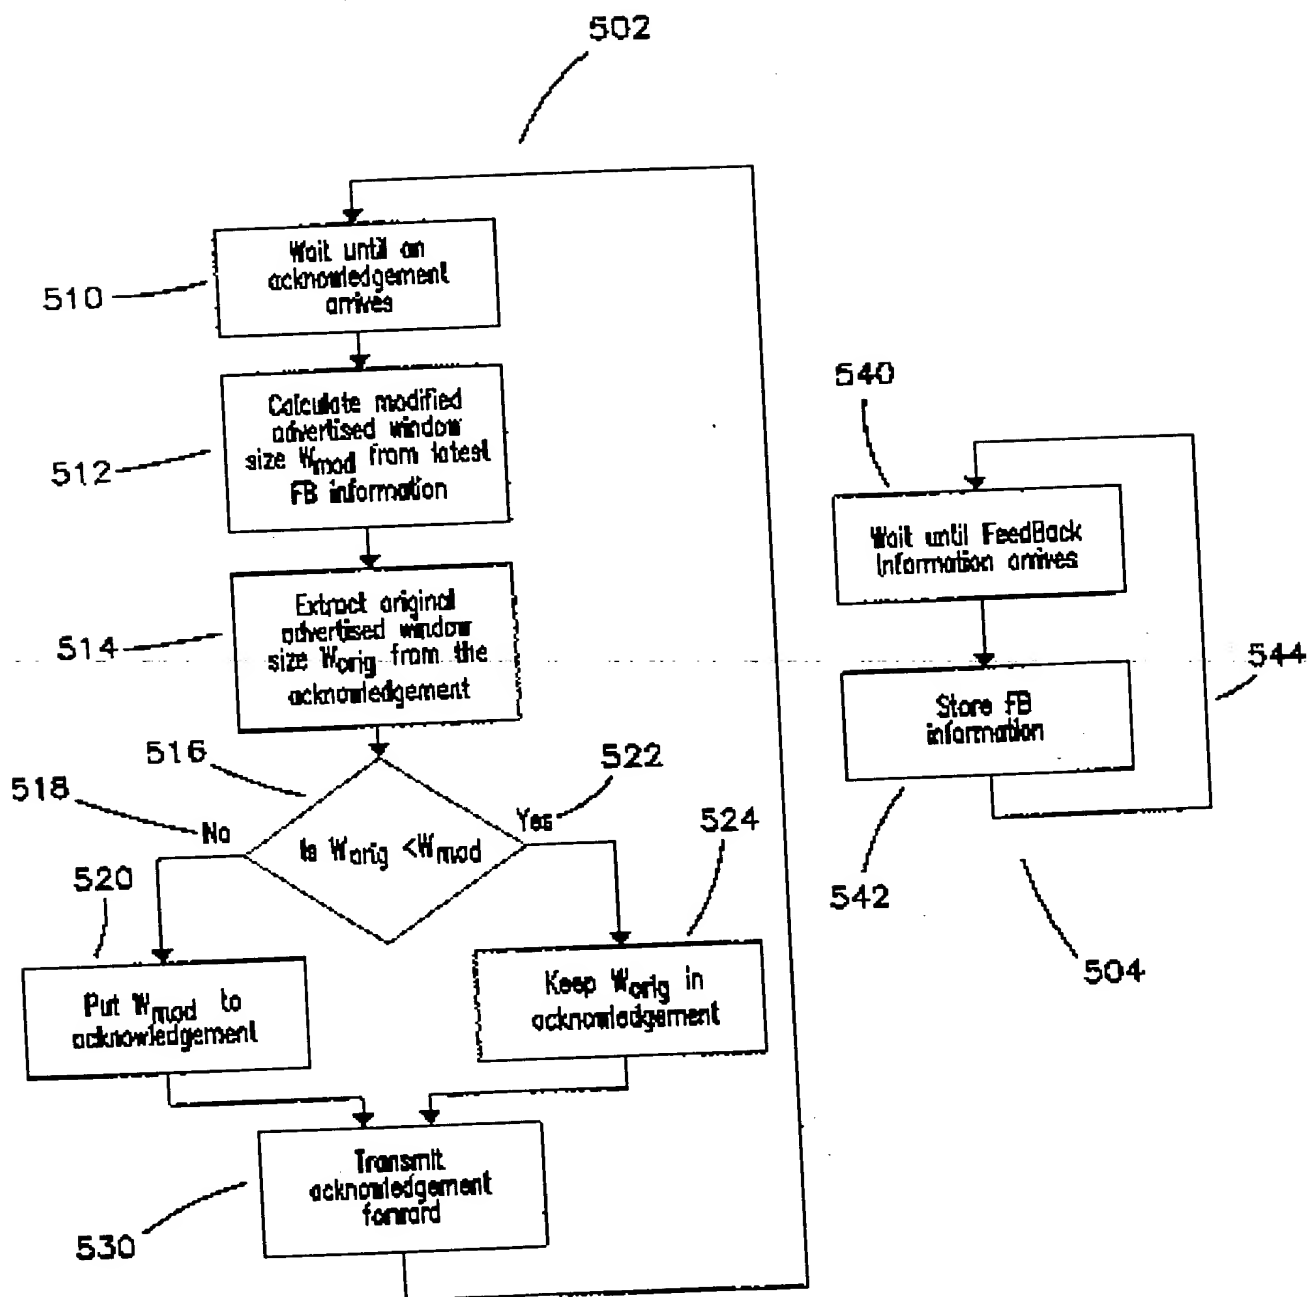 502
Wait until an
acknowledgement
arrives
510
Calculate modified
advertised window
size Wmod from latest
FB information
512
Extract original
advertised window
size Worig from the
acknowledgement
514
516
518
No
Is Worig <Wmod
Yes
522
520
524
Put Wmod to
acknowledgement
Keep Worig in
acknowledgement
Transmit
acknowledgement
forward
530
540
Wait until FeedBack
Information arrives
Store FB
information
544
542
504